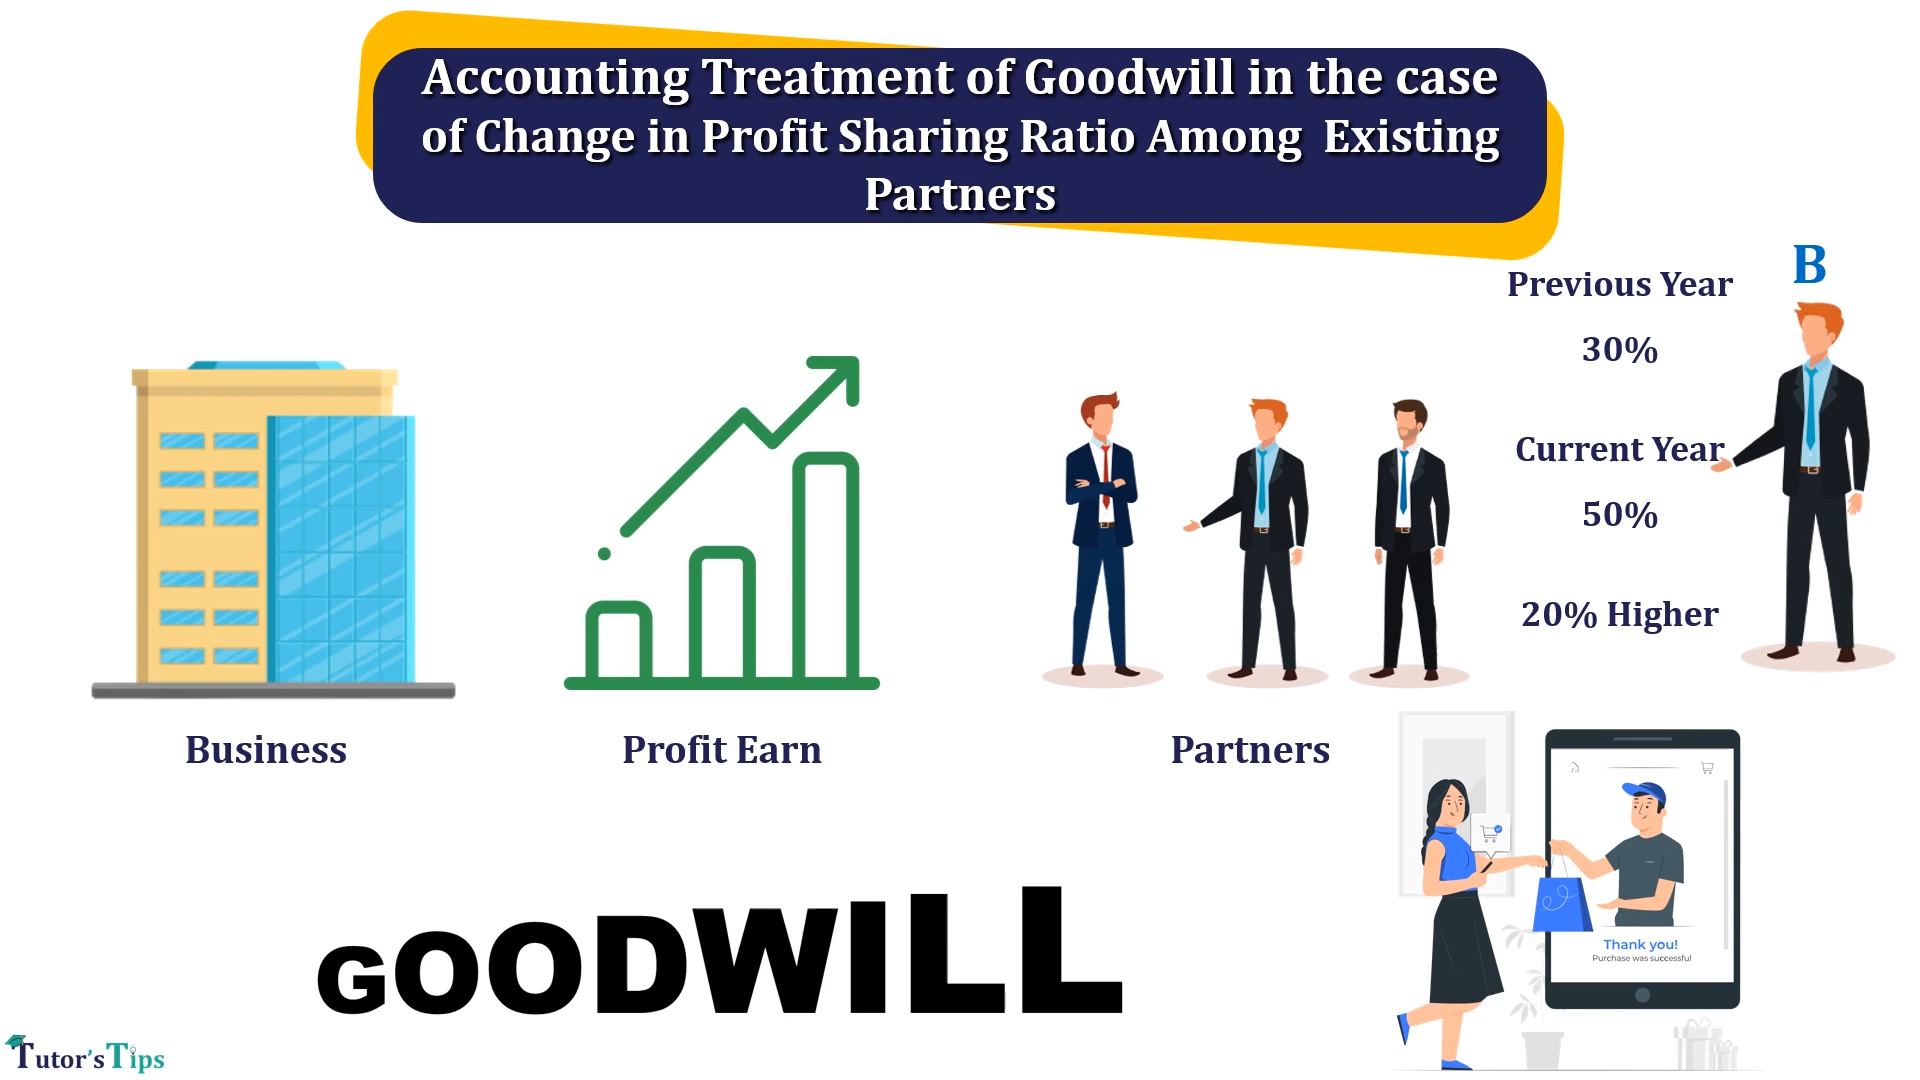 Accounting Treatment of Goodwill in the case
of Change in Profit Sharing Ratio Among Existing
Partners
B
Previous Year
30%
Current Year
50%
20% Higher
Business
Profit Earn
Partners
GOODWILL
Thank you!
Purchase was successful
Tutor'sTips